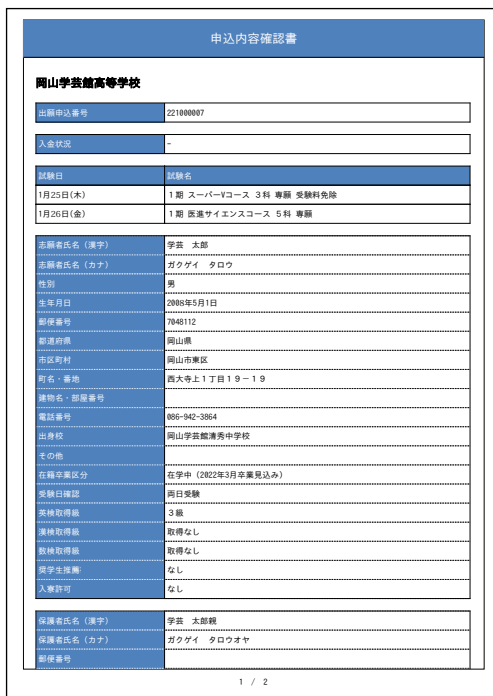 申込内容確認書
岡山学芸館高等学校
出願申込番号 221000007
入金状況 -
試験日 試験名
1月25日(木) 1期 スーパーVコース 3科 専願 受験料免除
1月26日(金) 1期 医進サイエンスコース 5科 専願
志願者氏名（漢字） 学芸 太郎
志願者氏名（カナ） ガクゲイ タロウ
性別 男
生年月日 2008年5月1日
郵便番号 7048112
都道府県 岡山県
市区町村 岡山市東区
町名・番地 西大寺上１丁目１９－１９
建物名・部屋番号
電話番号 086-942-3864
出身校 岡山学芸館清秀中学校
その他
在籍卒業区分 在学中（2022年3月卒業見込み）
受験日確認 両日受験
英検取得級 ３級
漢検取得級 取得なし
数検取得級 取得なし
奨学生推薦 なし
入寮許可 なし
保護者氏名（漢字） 学芸 太郎親
保護者氏名（カナ） ガクゲイ タロウオヤ
郵便番号
1 / 2